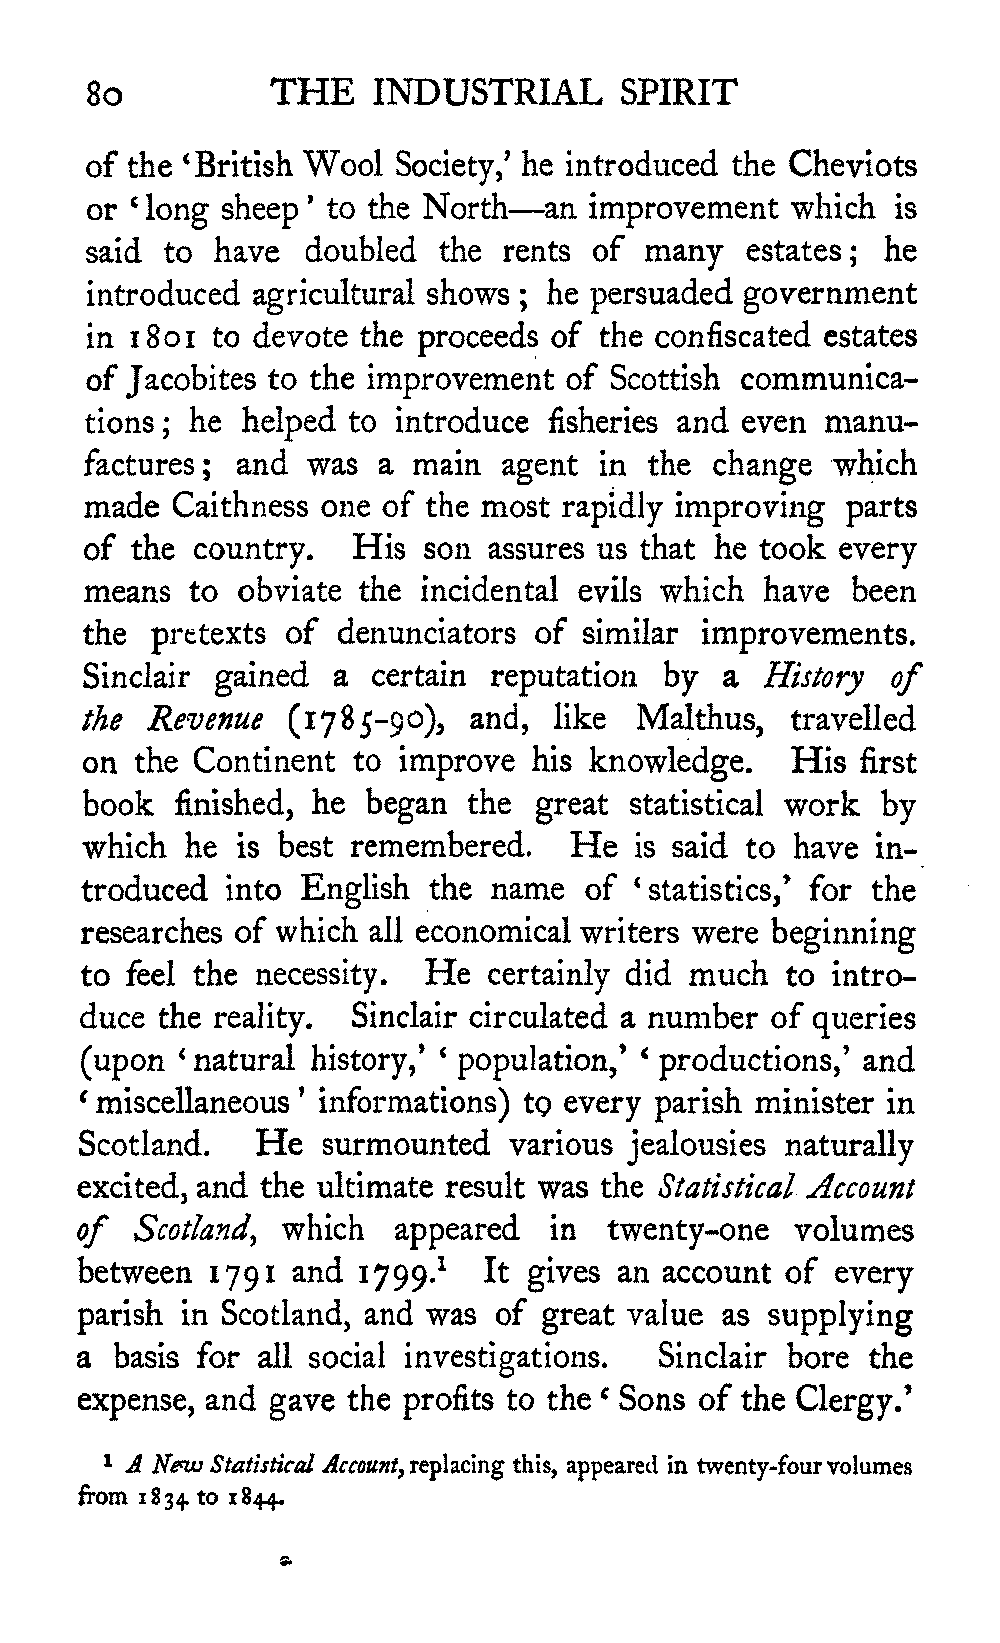 80 THE INDUSTRIAL SPIRIT
of the ‘British Wool Society,’ he introduced the Cheviots
or ‘long sheep’ to the North—an improvement which is
said to have doubled the rents of many estates; he
introduced agricultural shows; he persuaded government
in 1801 to devote the proceeds of the confiscated estates
of Jacobites to the improvement of Scottish communica-
tions; he helped to introduce fisheries and even manu-
factures; and was a main agent in the change which
made Caithness one of the most rapidly improving parts
of the country. His son assures us that he took every
means to obviate the incidental evils which have been
the pretexts of denunciators of similar improvements.
Sinclair gained a certain reputation by a History of
the Revenue (1785-90), and, like Malthus, travelled
on the Continent to improve his knowledge. His first
book finished, he began the great statistical work by
which he is best remembered. He is said to have in-
troduced into English the name of ‘statistics,’ for the
researches of which all economical writers were beginning
to feel the necessity. He certainly did much to intro-
duce the reality. Sinclair circulated a number of queries
(upon ‘natural history,’ ‘population,’ ‘productions,’ and
‘miscellaneous’ informations) to every parish minister in
Scotland. He surmounted various jealousies naturally
excited, and the ultimate result was the Statistical Account
of Scotland, which appeared in twenty-one volumes
between 1791 and 1799.¹ It gives an account of every
parish in Scotland, and was of great value as supplying
a basis for all social investigations. Sinclair bore the
expense, and gave the profits to the ‘Sons of the Clergy.’
¹ A New Statistical Account, replacing this, appeared in twenty-four volumes
from 1834 to 1844.